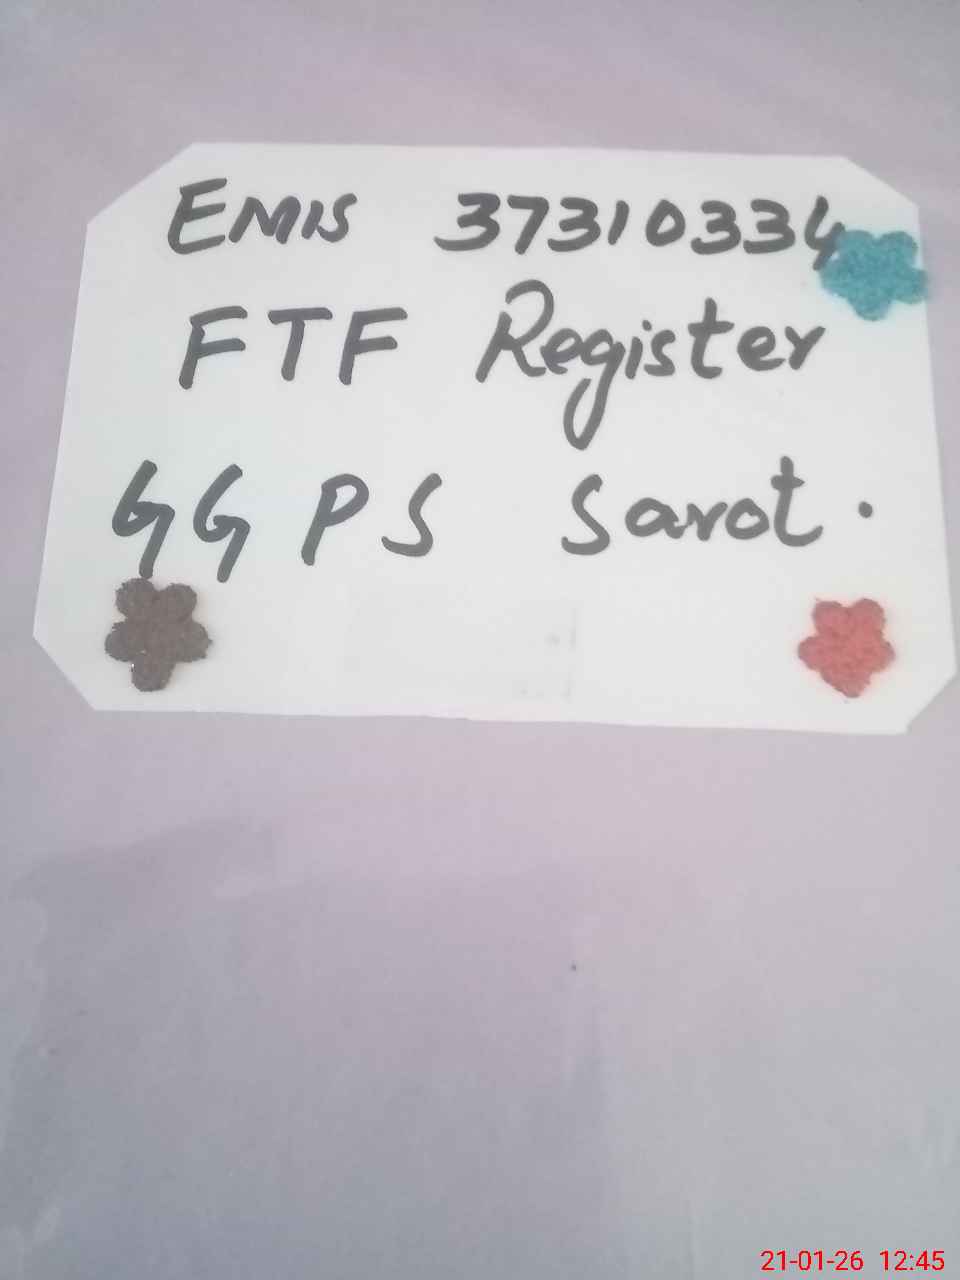 EMIS 37310334
FTF Register
GGPS Sarot.
21-01-26 12:45